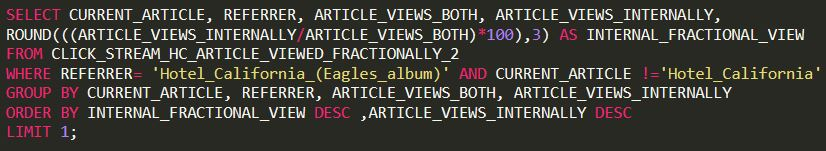 SELECT CURRENT_ARTICLE, REFERRER, ARTICLE_VIEWS_BOTH, ARTICLE_VIEWS_INTERNALLY,
ROUND(((ARTICLE_VIEWS_INTERNALLY/ARTICLE_VIEWS_BOTH)*100),3) AS INTERNAL_FRACTIONAL_VIEW
FROM CLICK_STREAM_HC_ARTICLE_VIEWED_FRACTIONALLY_2
WHERE REFERRER= 'Hotel_California_(Eagles_album)' AND CURRENT_ARTICLE !='Hotel_California'
GROUP BY CURRENT_ARTICLE, REFERRER, ARTICLE_VIEWS_BOTH, ARTICLE_VIEWS_INTERNALLY
ORDER BY INTERNAL_FRACTIONAL_VIEW DESC ,ARTICLE_VIEWS_INTERNALLY DESC
LIMIT 1;